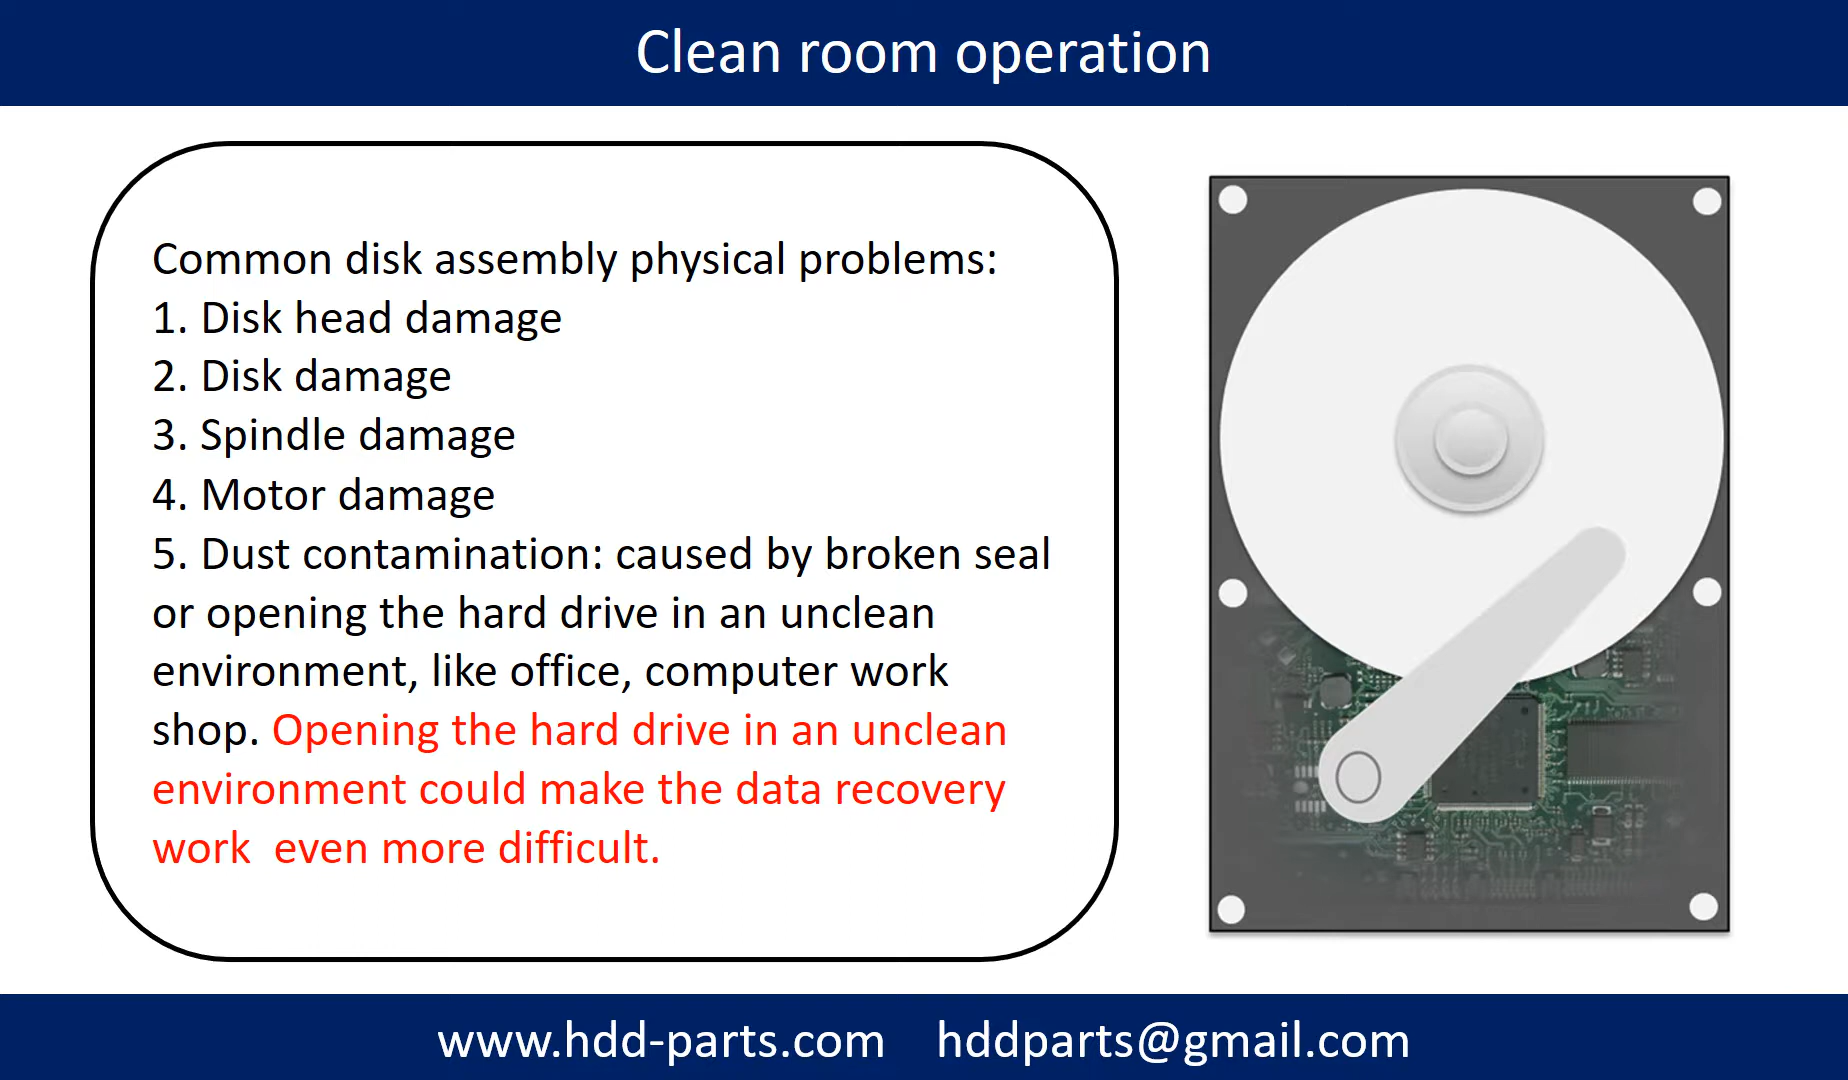 Clean room operation
Common disk assembly physical problems:
1. Disk head damage
2. Disk damage
3. Spindle damage
4. Motor damage
5. Dust contamination: caused by broken seal
or opening the hard drive in an unclean
environment, like office, computer work
shop. Opening the hard drive in an unclean
environment could make the data recovery
work  even more difficult.
www.hdd-parts.com    hddparts@gmail.com